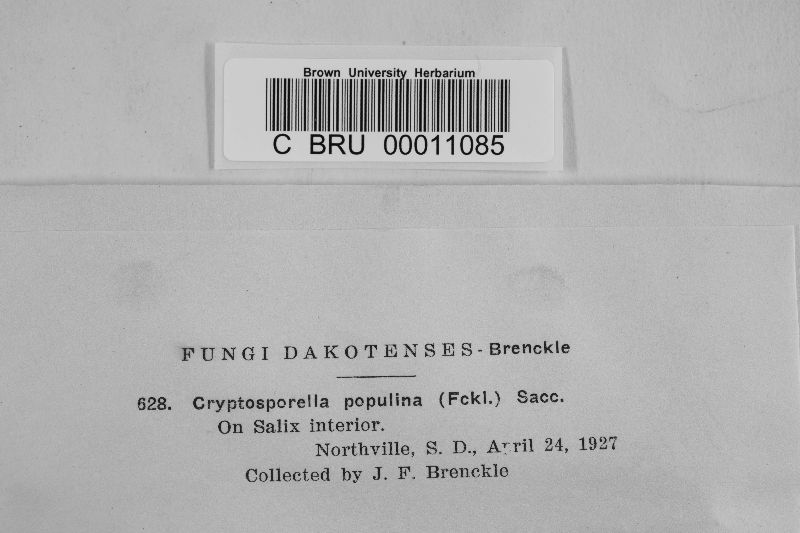 Brown University Herbarium
C BRU 00011085
FUNGI DAKOTENSES - Brenckle
628. Cryptosporella populina (Fckl.) Sacc.
On Salix interior.
Northville, S. D., April 24, 1927
Collected by J. F. Brenckle